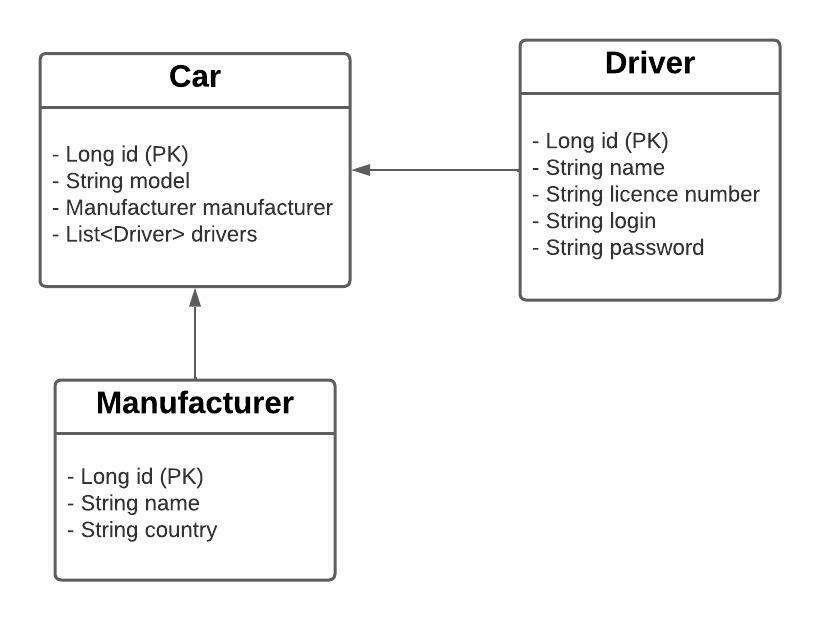 Car
- Long id (PK)
- String model
- Manufacturer manufacturer
- List<Driver> drivers
Driver
- Long id (PK)
- String name
- String licence number
- String login
- String password
Manufacturer
- Long id (PK)
- String name
- String country